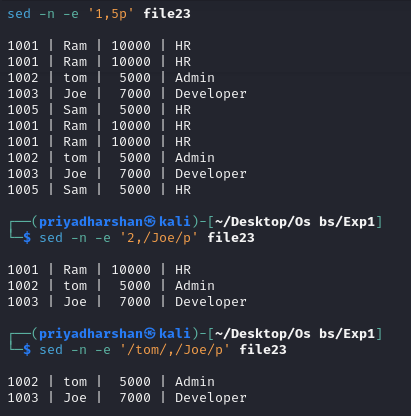 sed -n -e '1,5p' file23
1001 | Ram | 10000 | HR
1001 | Ram | 10000 | HR
1002 | tom |  5000 | Admin
1003 | Joe |  7000 | Developer
1005 | Sam |  5000 | HR
1001 | Ram | 10000 | HR
1001 | Ram | 10000 | HR
1002 | tom |  5000 | Admin
1003 | Joe |  7000 | Developer
1005 | Sam |  5000 | HR
┌──(priyadharshan㉿kali)-[~/Desktop/Os bs/Exp1]
└─$ sed -n -e '2,/Joe/p' file23
1001 | Ram | 10000 | HR
1002 | tom |  5000 | Admin
1003 | Joe |  7000 | Developer
┌──(priyadharshan㉿kali)-[~/Desktop/Os bs/Exp1]
└─$ sed -n -e '/tom/,/Joe/p' file23
1002 | tom |  5000 | Admin
1003 | Joe |  7000 | Developer